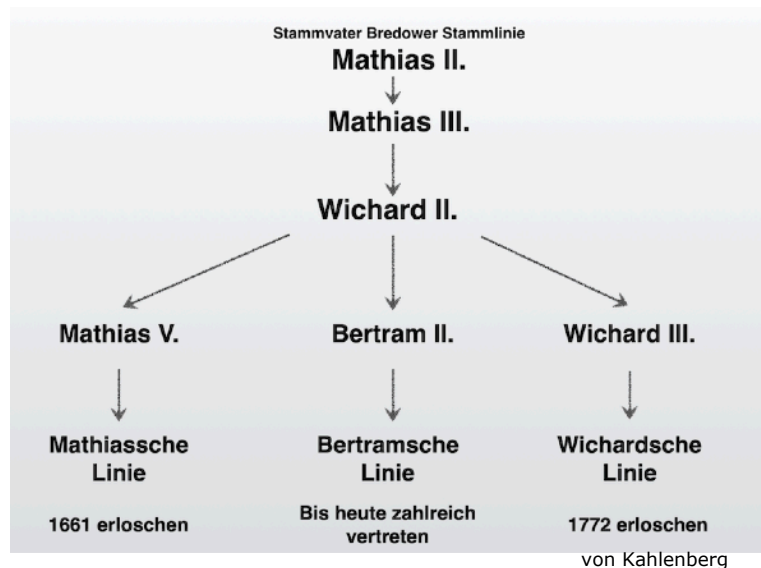 Stammvater Bredower Stammlinie
Mathias II.
Mathias III.
Wichard II.
Mathias V.
Bertram II.
Wichard III.
Mathiassche
Linie
Bertramsche
Linie
Wichardsche
Linie
1661 erloschen
Bis heute zahlreich
vertreten
1772 erloschen
von Kahlenberg